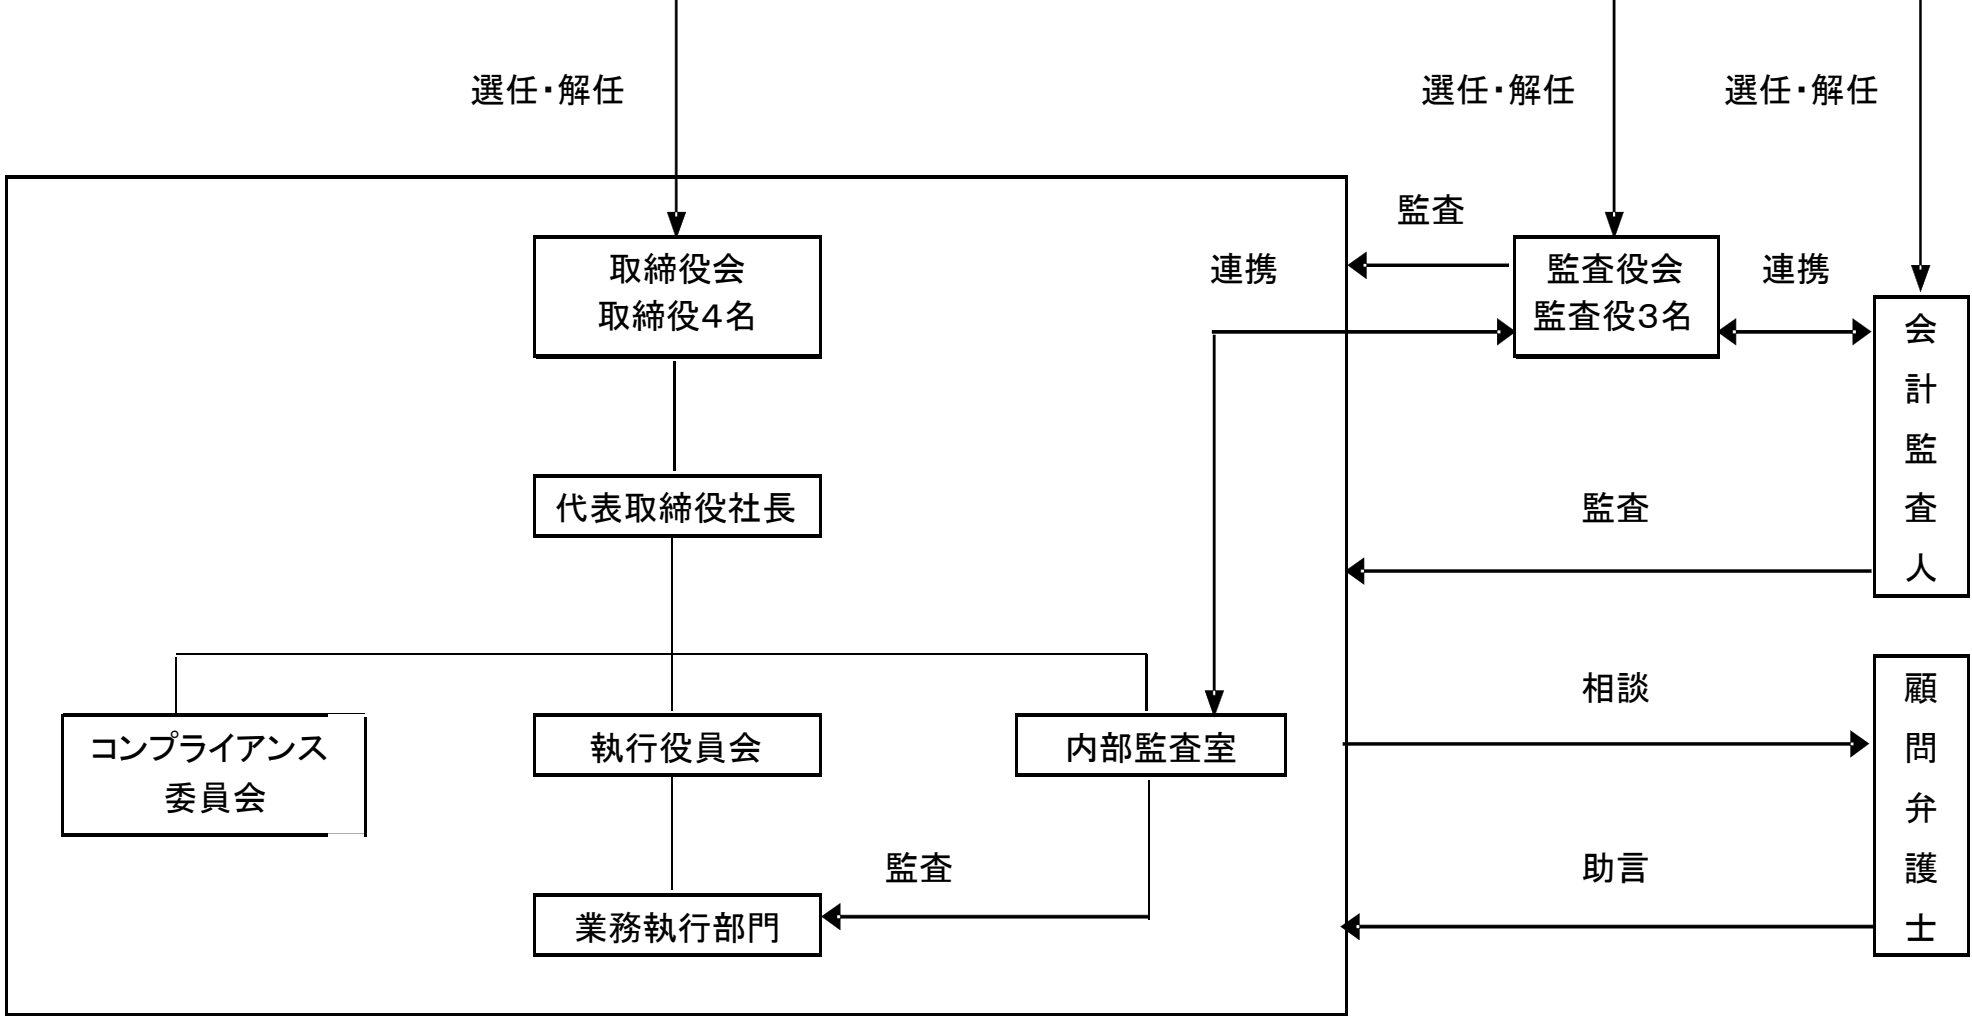 選任・解任
選任・解任
選任・解任
監査
取締役会
取締役4名
連携
監査役会
監査役3名
連携
会計監査人
代表取締役社長
監査
相談
顧問弁護士
コンプライアンス
委員会
執行役員会
内部監査室
監査
助言
業務執行部門